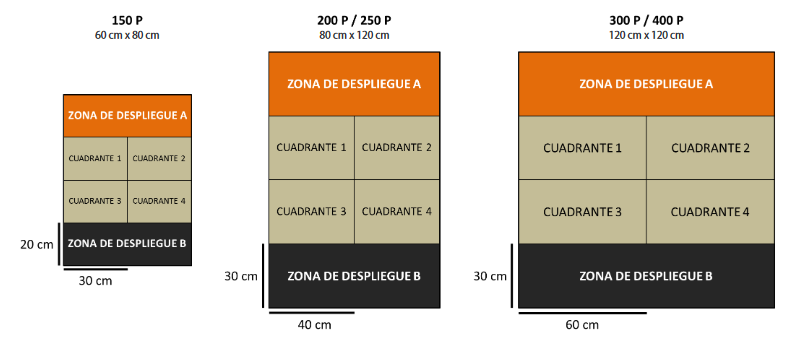 150 P
60 cm x 80 cm
ZONA DE DESPLIEGUE A
CUADRANTE 1
CUADRANTE 2
CUADRANTE 3
CUADRANTE 4
ZONA DE DESPLIEGUE B
20 cm
30 cm
200 P / 250 P
80 cm x 120 cm
ZONA DE DESPLIEGUE A
CUADRANTE 1
CUADRANTE 2
CUADRANTE 3
CUADRANTE 4
ZONA DE DESPLIEGUE B
30 cm
40 cm
300 P / 400 P
120 cm x 120 cm
ZONA DE DESPLIEGUE A
CUADRANTE 1
CUADRANTE 2
CUADRANTE 3
CUADRANTE 4
ZONA DE DESPLIEGUE B
30 cm
60 cm